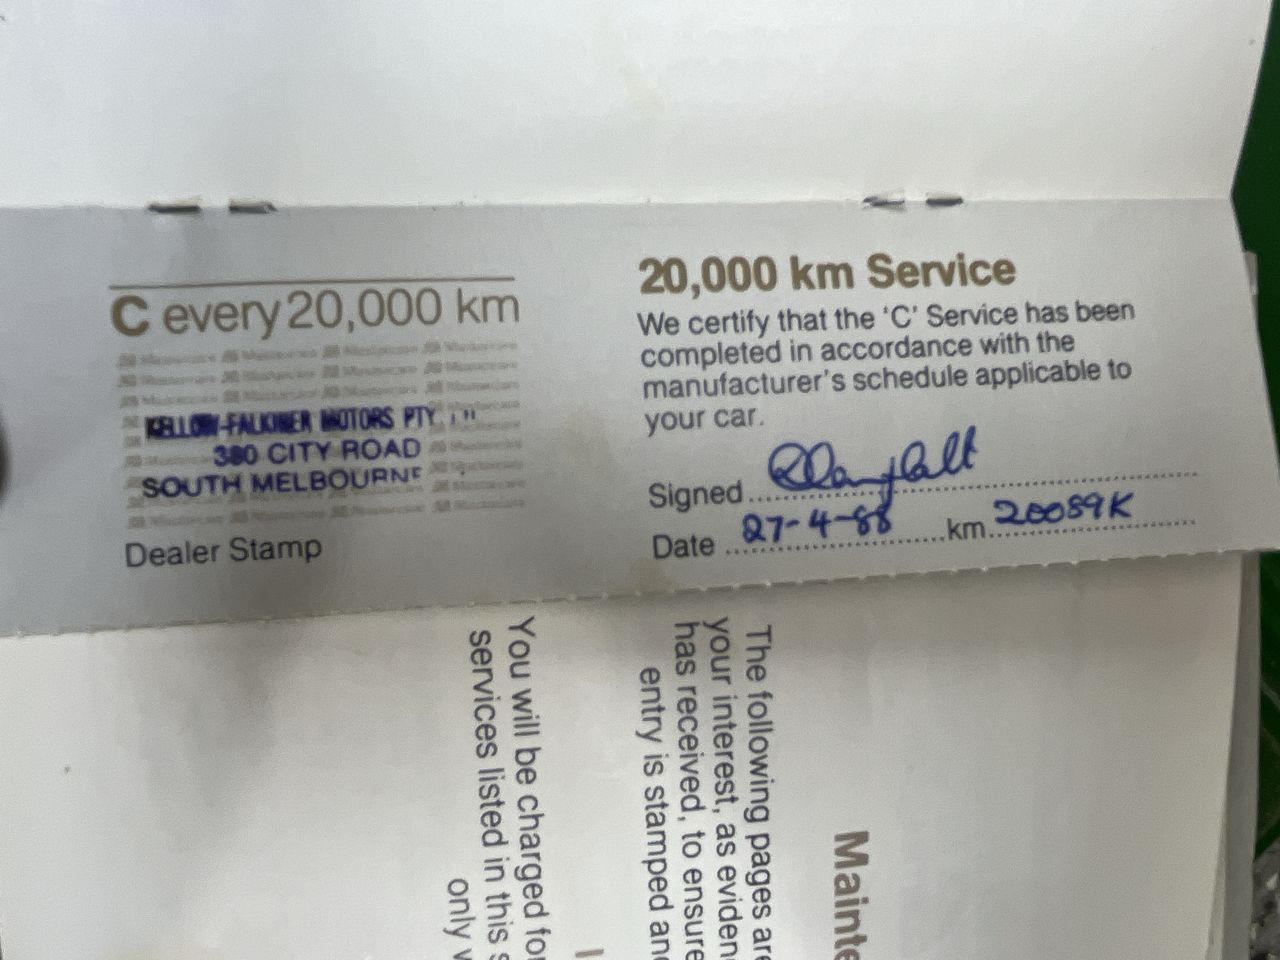 C every 20,000 km
KELLOW-FALKINER MOTORS PTY
380 CITY ROAD
SOUTH MELBOURNE
Dealer Stamp
20,000 km Service
We certify that the 'C' Service has been
completed in accordance with the
manufacturer's schedule applicable to
your car.
Signed
Date 27-4-88 km 20089K
Mainte
The following pages are
your interest, as eviden
has received, to ensure
entry is stamped and
You will be charged for
services listed in this s
only w